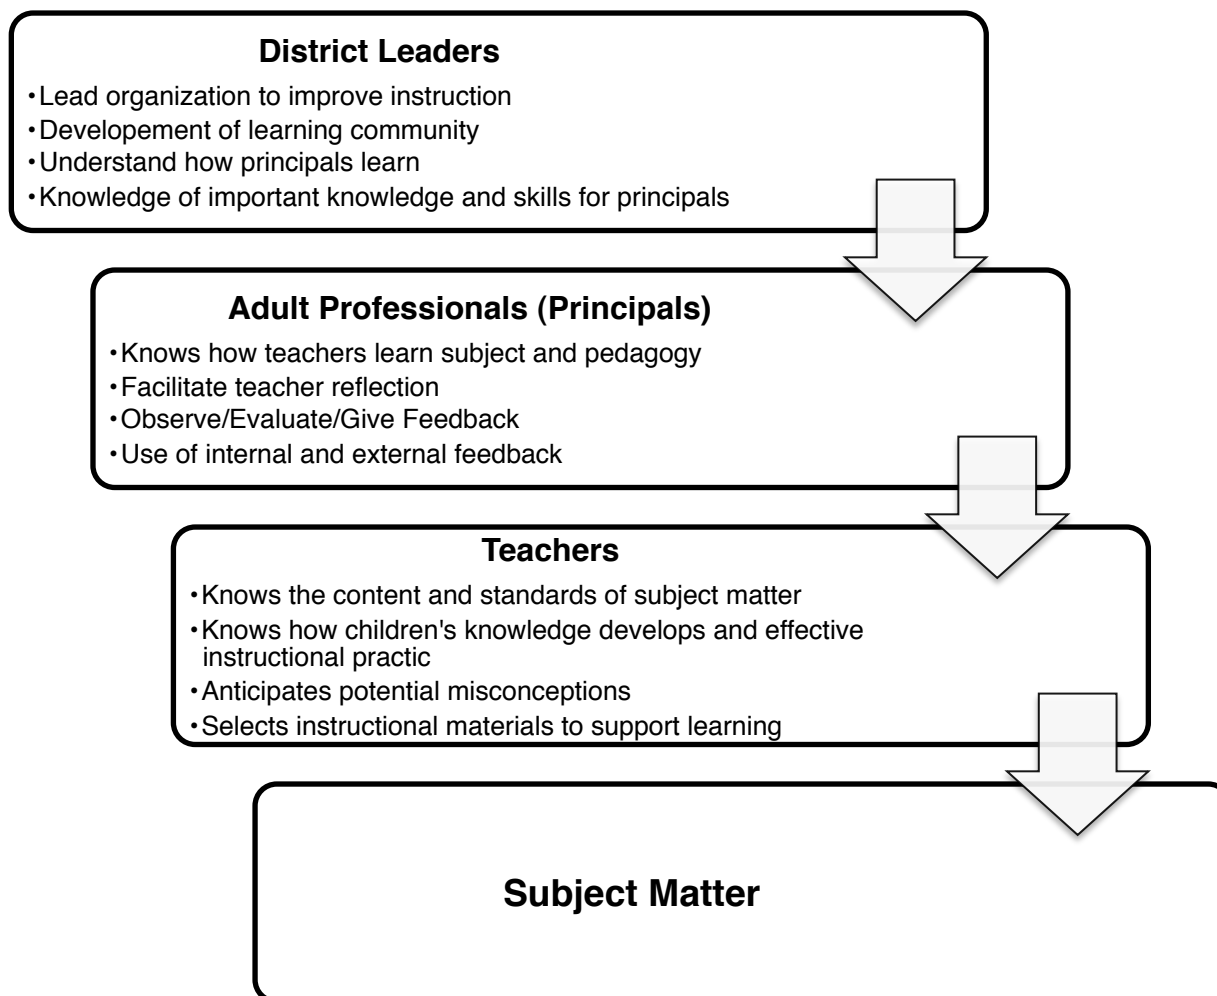 District Leaders
•Lead organization to improve instruction
•Developement of learning community
•Understand how principals learn
•Knowledge of important knowledge and skills for principals
Adult Professionals (Principals)
•Knows how teachers learn subject and pedagogy
•Facilitate teacher reflection
•Observe/Evaluate/Give Feedback
•Use of internal and external feedback
Teachers
•Knows the content and standards of subject matter
•Knows how children's knowledge develops and effective
instructional practic
•Anticipates potential misconceptions
•Selects instructional materials to support learning
Subject Matter